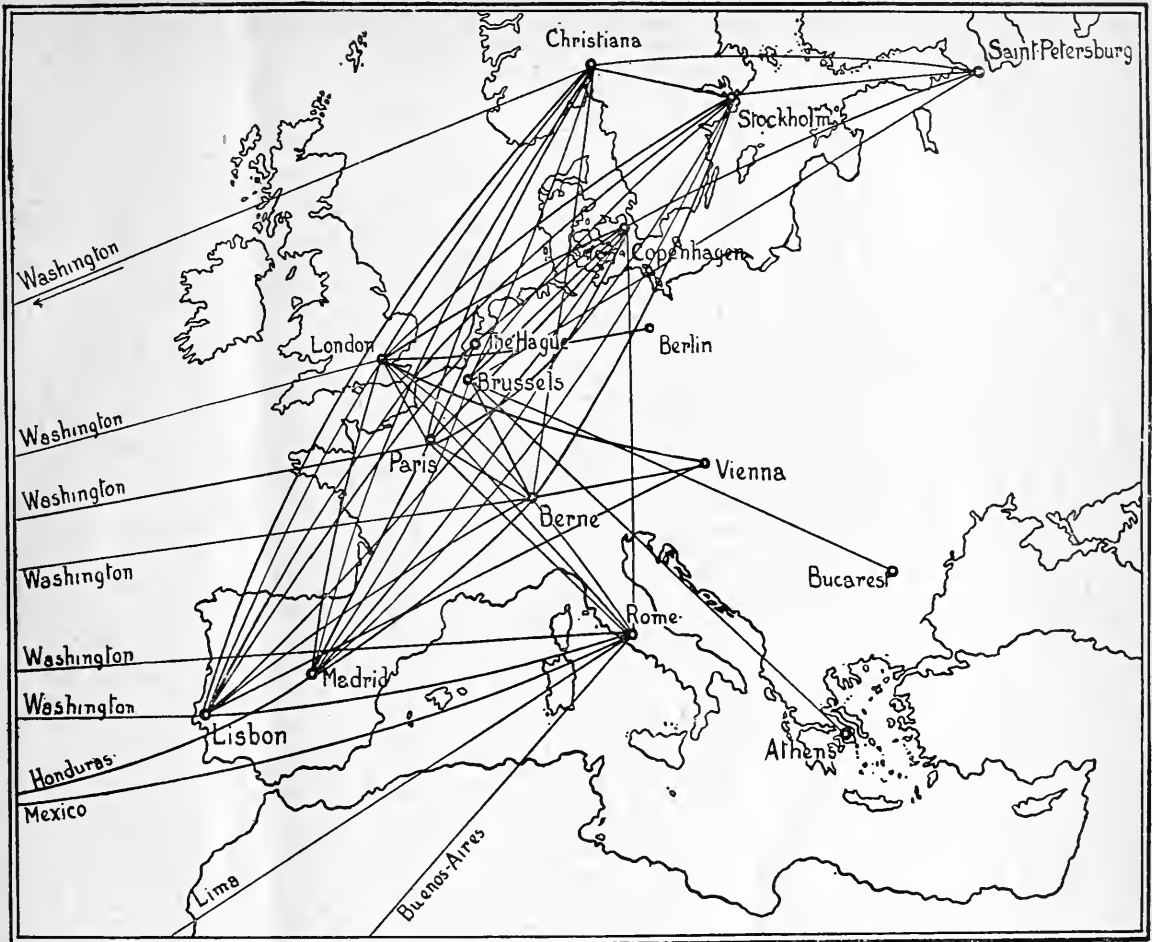 Christiana
Saint-Petersburg
Stockholm
Washington
Copenhagen
London
The Hague
Berlin
Brussels
Washington
Paris
Vienna
Washington
Berne
Washington
Bucarest
Rome
Washington
Madrid
Washington
Lisbon
Athens
Honduras
Mexico
Lima
Buenos-Aires